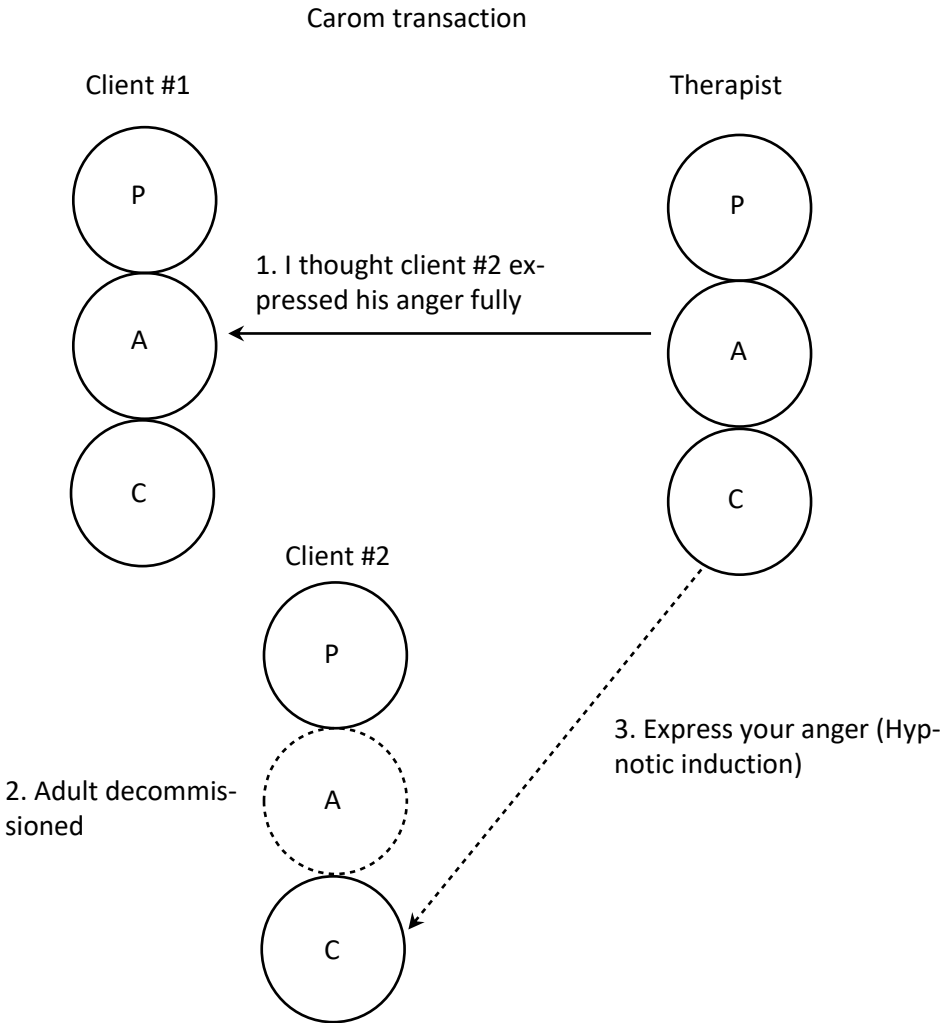 Carom transaction
Client #1
Therapist
P
P
1. I thought client #2 ex-
pressed his anger fully
A
A
C
C
Client #2
P
3. Express your anger (Hyp-
notic induction)
2. Adult decommis-
sioned
A
C